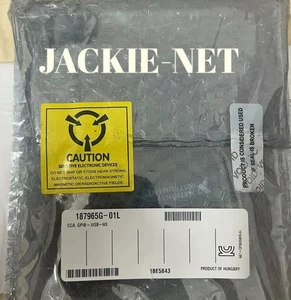 JACKIE-NET
CAUTION
SENSITIVE ELECTRONIC DEVICES
DO NOT SHIP OR STORE NEAR STRONG
ELECTROSTATIC, ELECTROMAGNETIC,
MAGNETIC OR RADIOACTIVE FIELDS
PRODUCT IS CONSIDERED USED
IF SEAL IS BROKEN
187965G-01L
CCA, GPIB-USB-HS
1BE5843
PRODUCT OF HUNGARY